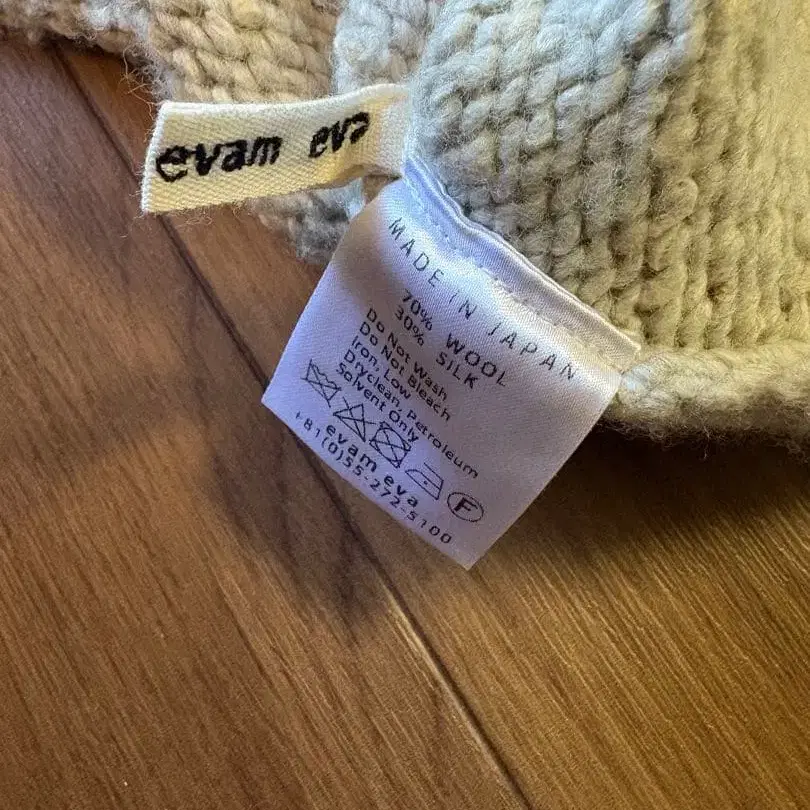 evam eva
MADE IN JAPAN
70% WOOL
30% SILK
Do Not Wash
Do Not Bleach
Iron, Low
Dryclean, Petroleum
Solvent Only
F
evam eva
+81(0)55-272-5100